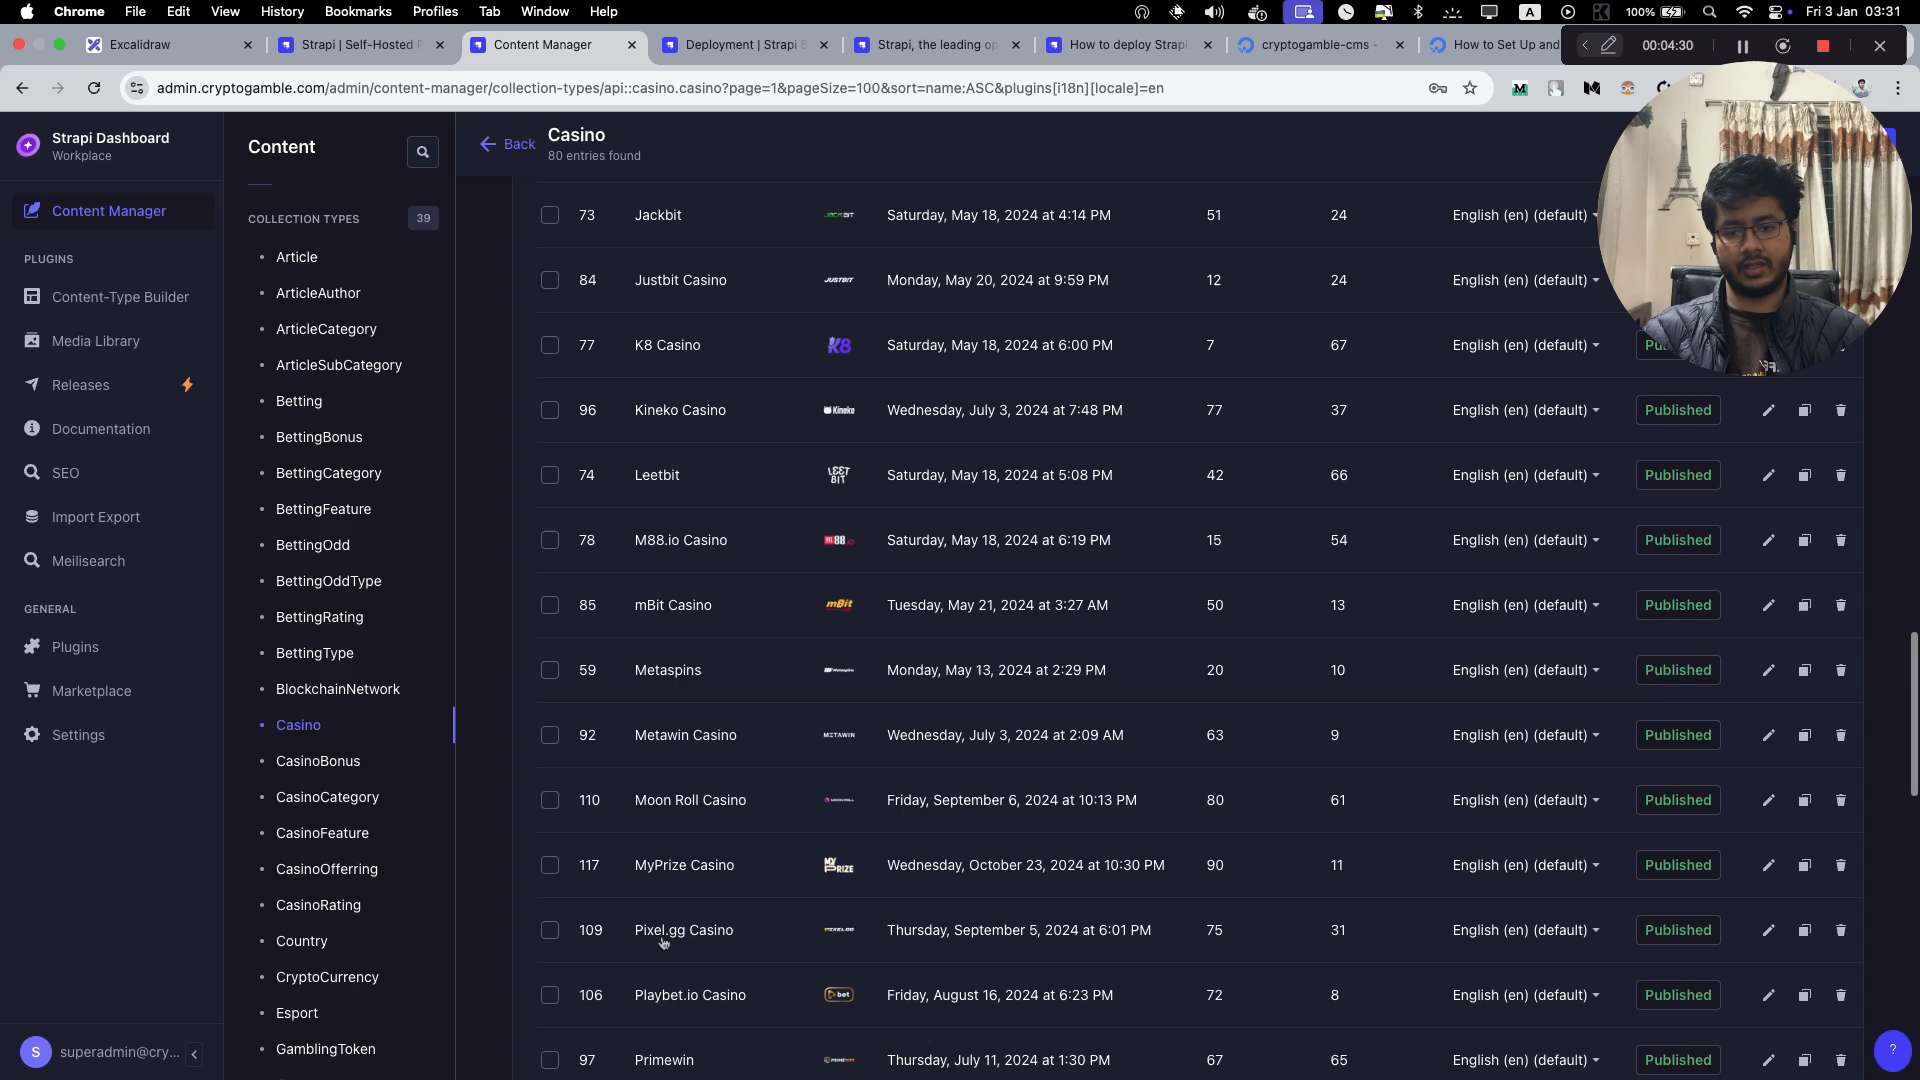 Chrome File Edit View History Bookmarks Profiles Tab Window Help A 100% Fri 3 Jan 03:31
Excalidraw Strapi | Self-Hosted P Content Manager Deployment | Strapi Strapi, the leading op How to deploy Strapi cryptogamble-cms - How to Set Up and 00:04:30
admin.cryptogamble.com/admin/content-manager/collection-types/api::casino.casino?page=1&pageSize=100&sort=name:ASC&plugins[i18n][locale]=en
Strapi Dashboard
Workplace
Content Manager
PLUGINS
Content-Type Builder
Media Library
Releases
Documentation
SEO
Import Export
Meilisearch
GENERAL
Plugins
Marketplace
Settings
S superadmin@cry...
Content
COLLECTION TYPES 39
Article
ArticleAuthor
ArticleCategory
ArticleSubCategory
Betting
BettingBonus
BettingCategory
BettingFeature
BettingOdd
BettingOddType
BettingRating
BettingType
BlockchainNetwork
Casino
CasinoBonus
CasinoCategory
CasinoFeature
CasinoOfferring
CasinoRating
Country
CryptoCurrency
Esport
GamblingToken
Back Casino
80 entries found
73 Jackbit JACKBIT Saturday, May 18, 2024 at 4:14 PM 51 24 English (en) (default)
84 Justbit Casino JUSTBIT Monday, May 20, 2024 at 9:59 PM 12 24 English (en) (default)
77 K8 Casino K8 Saturday, May 18, 2024 at 6:00 PM 7 67 English (en) (default)
96 Kineko Casino Kineko Wednesday, July 3, 2024 at 7:48 PM 77 37 English (en) (default) Published
74 Leetbit LEET BIT Saturday, May 18, 2024 at 5:08 PM 42 66 English (en) (default) Published
78 M88.io Casino Saturday, May 18, 2024 at 6:19 PM 15 54 English (en) (default) Published
85 mBit Casino mBit Tuesday, May 21, 2024 at 3:27 AM 50 13 English (en) (default) Published
59 Metaspins Metaspins Monday, May 13, 2024 at 2:29 PM 20 10 English (en) (default) Published
92 Metawin Casino METAWIN Wednesday, July 3, 2024 at 2:09 AM 63 9 English (en) (default) Published
110 Moon Roll Casino Friday, September 6, 2024 at 10:13 PM 80 61 English (en) (default) Published
117 MyPrize Casino MY PRIZE Wednesday, October 23, 2024 at 10:30 PM 90 11 English (en) (default) Published
109 Pixel.gg Casino Thursday, September 5, 2024 at 6:01 PM 75 31 English (en) (default) Published
106 Playbet.io Casino bet Friday, August 16, 2024 at 6:23 PM 72 8 English (en) (default) Published
97 Primewin Thursday, July 11, 2024 at 1:30 PM 67 65 English (en) (default) Published
?